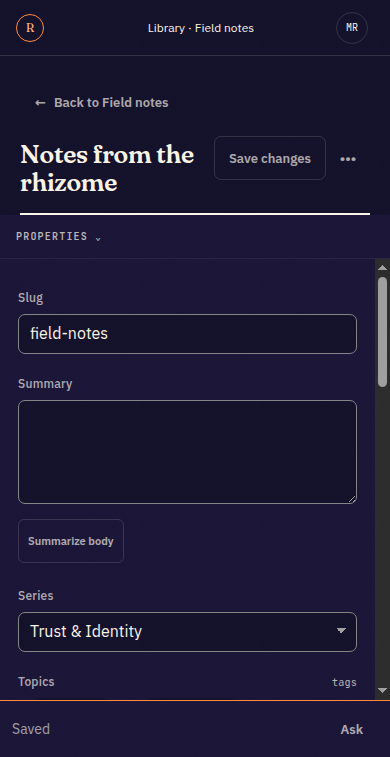 R
Library · Field notes
MR
← Back to Field notes
Notes from the
rhizome
Save changes
•••
PROPERTIES
Slug
field-notes
Summary
Summarize body
Series
Trust & Identity
Topics
tags
Saved
Ask